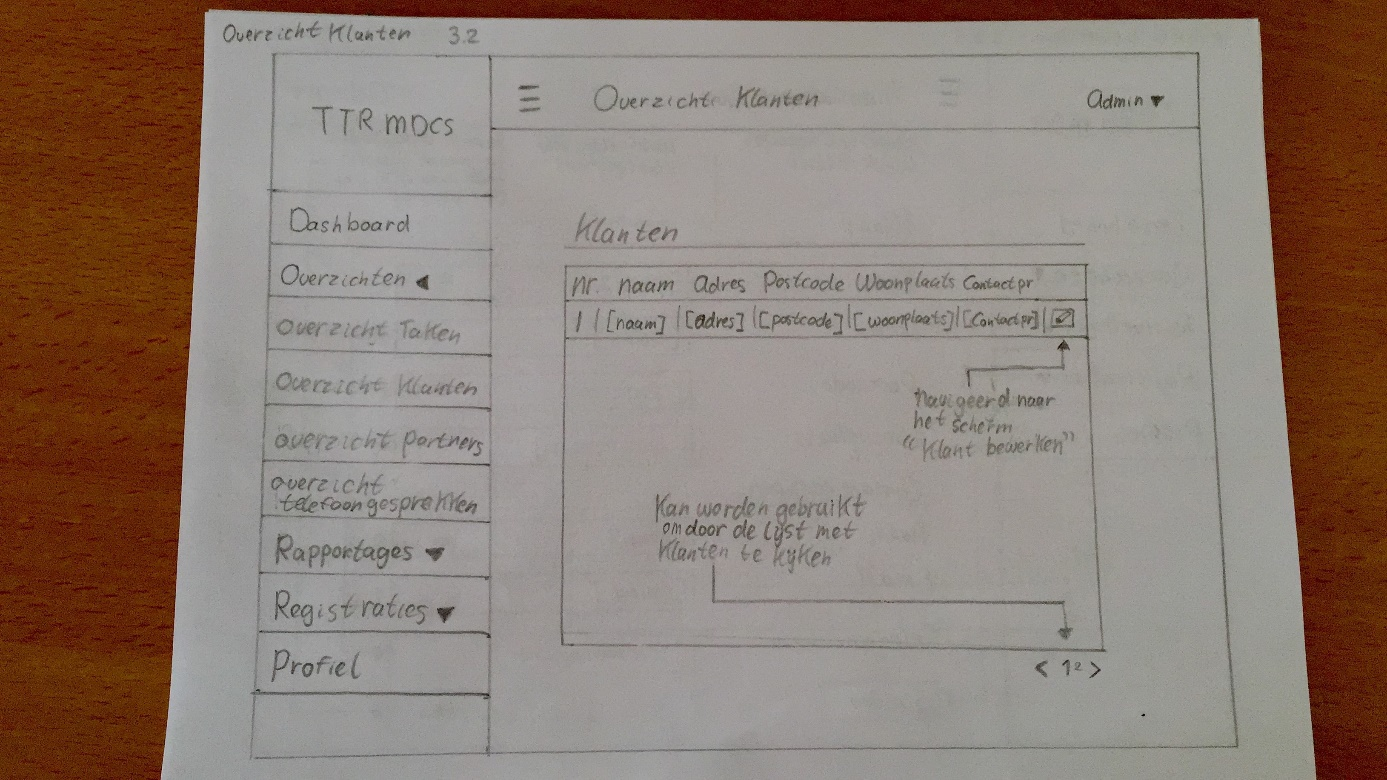 Overzicht Klanten 3.2
TTR MDCS
Overzicht Klanten
Admin
Dashboard
Overzichten
Overzicht Taken
Overzicht Klanten
Overzicht Partners
overzicht
telefoongesprekken
Rapportages
Registraties
Profiel
Klanten
nr. naam Adres Postcode Woonplaats Contactpr
1 | [naam] | [adres] | [postcode] | [woonplaats] | [Contactpr] |
Navigeerd naar
het scherm
"Klant bewerken"
Kan worden gebruikt
om door de lijst met
Klanten te kijken
< 1 2 >